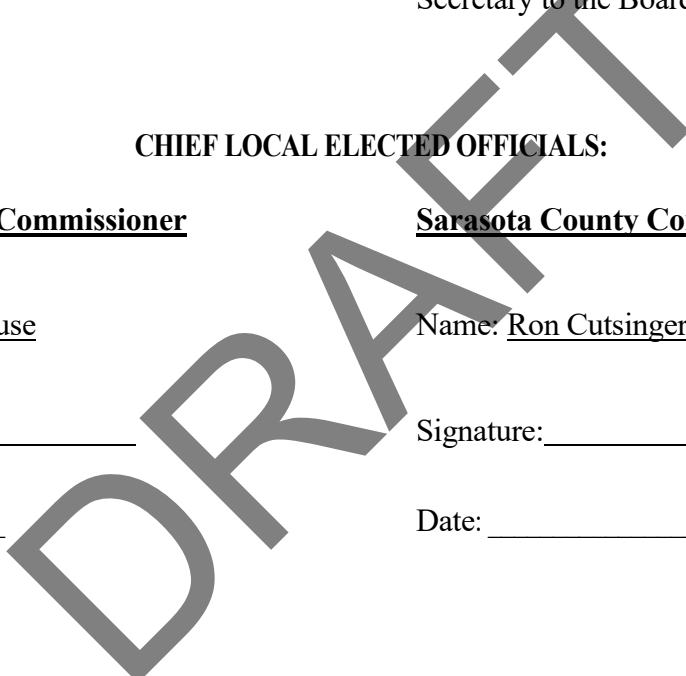 Secretary to the Board
CHIEF LOCAL ELECTED OFFICIALS:
Commissioner
Sarasota County Co
use
Name: Ron Cutsinger
Signature:
Date:
DRAFT